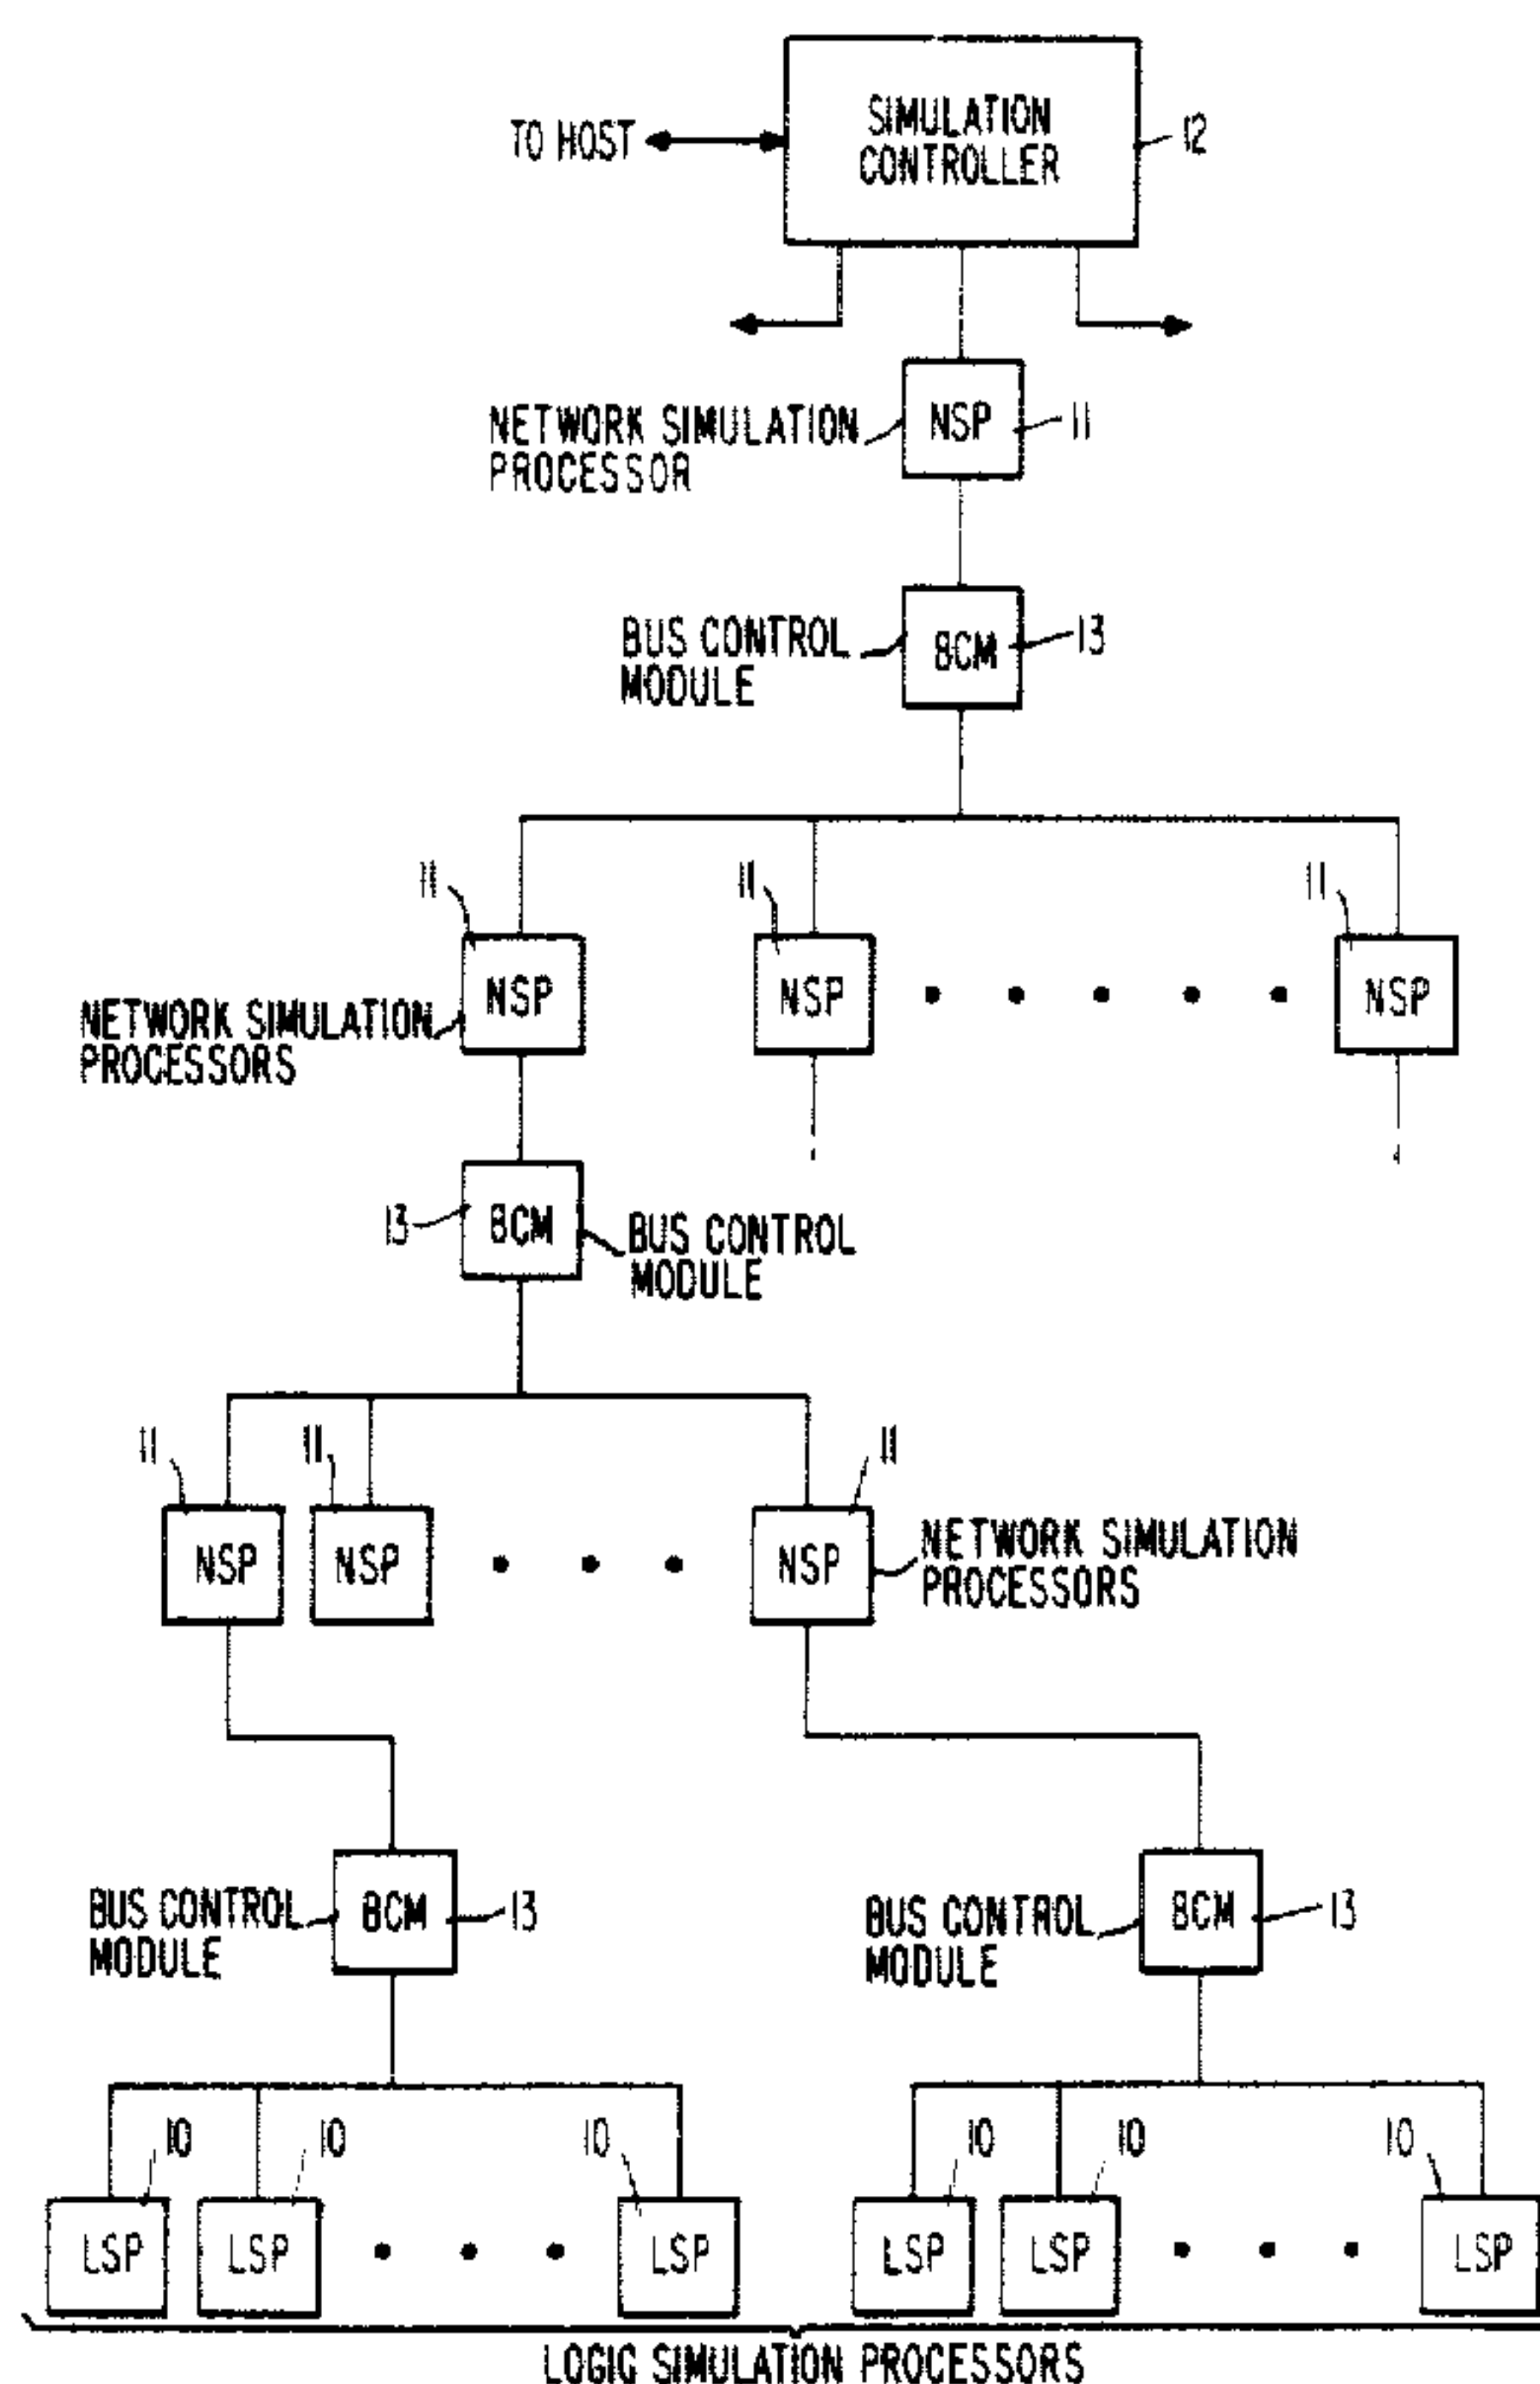 SIMULATION
CONTROLLER
12
TO HOST
NETWORK SIMULATION
PROCESSOR
NSP
11
BUS CONTROL
MODULE
BCM
13
11
11
11
NSP
NSP
NSP
NETWORK SIMULATION
PROCESSORS
13
BCM
BUS CONTROL
MODULE
11
11
11
NSP
NSP
NSP
NETWORK SIMULATION
PROCESSORS
BUS CONTROL
MODULE
BCM
13
BUS CONTROL
MODULE
BCM
13
10
10
10
10
10
10
LSP
LSP
LSP
LSP
LSP
LSP
LOGIC SIMULATION PROCESSORS